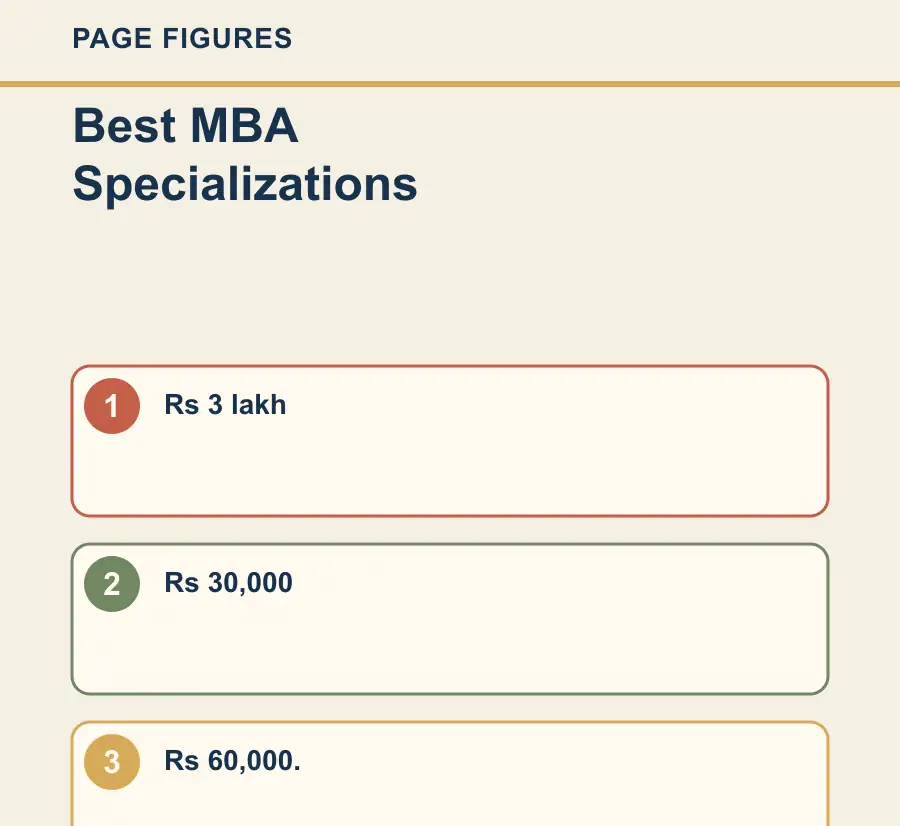 PAGE FIGURES
Best MBA
Specializations
1 Rs 3 lakh
2 Rs 30,000
3 Rs 60,000.